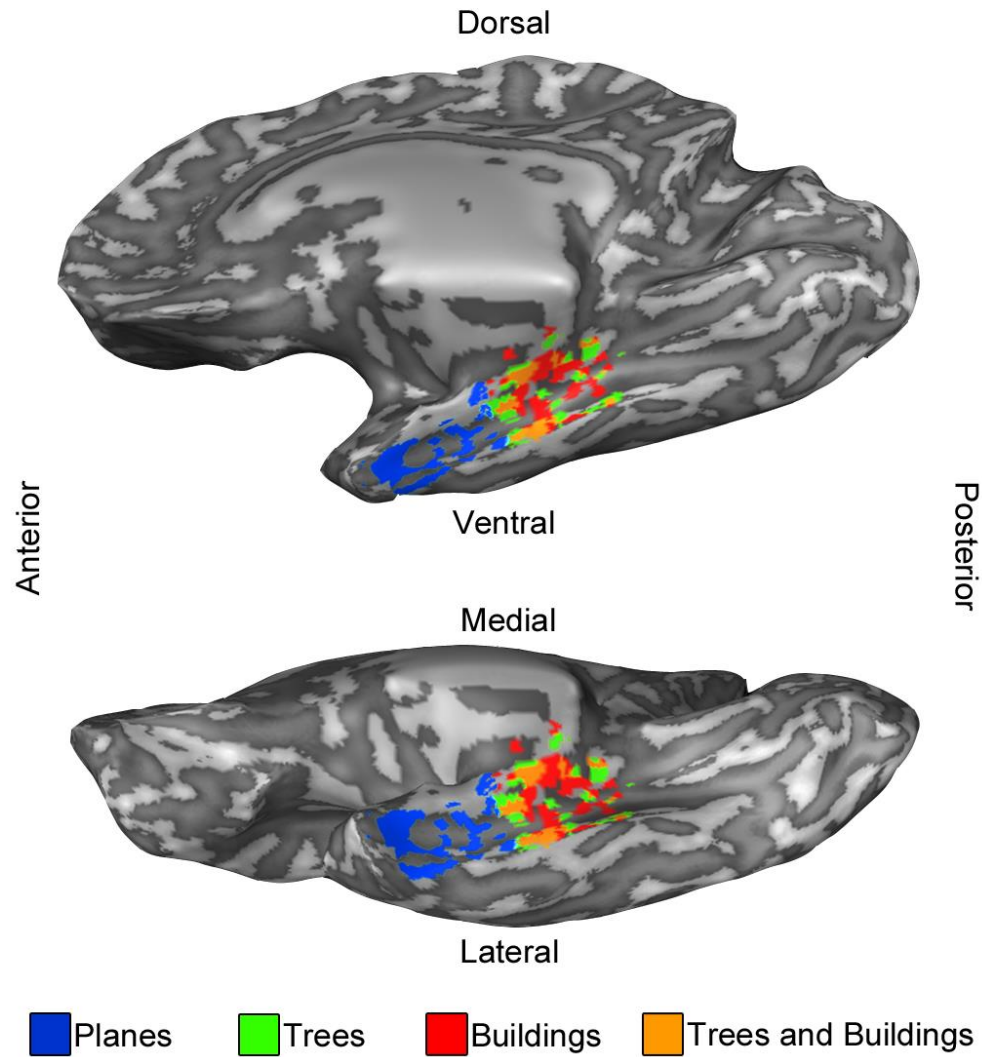 Dorsal
Anterior
Ventral
Posterior
Medial
Lateral
Planes
Trees
Buildings
Trees and Buildings